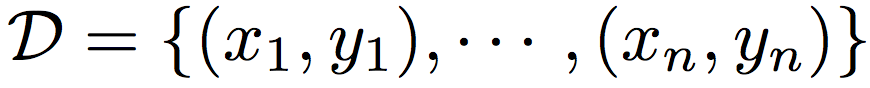 𝒟 = {(x₁, y₁), ⋯ , (xₙ, yₙ)}